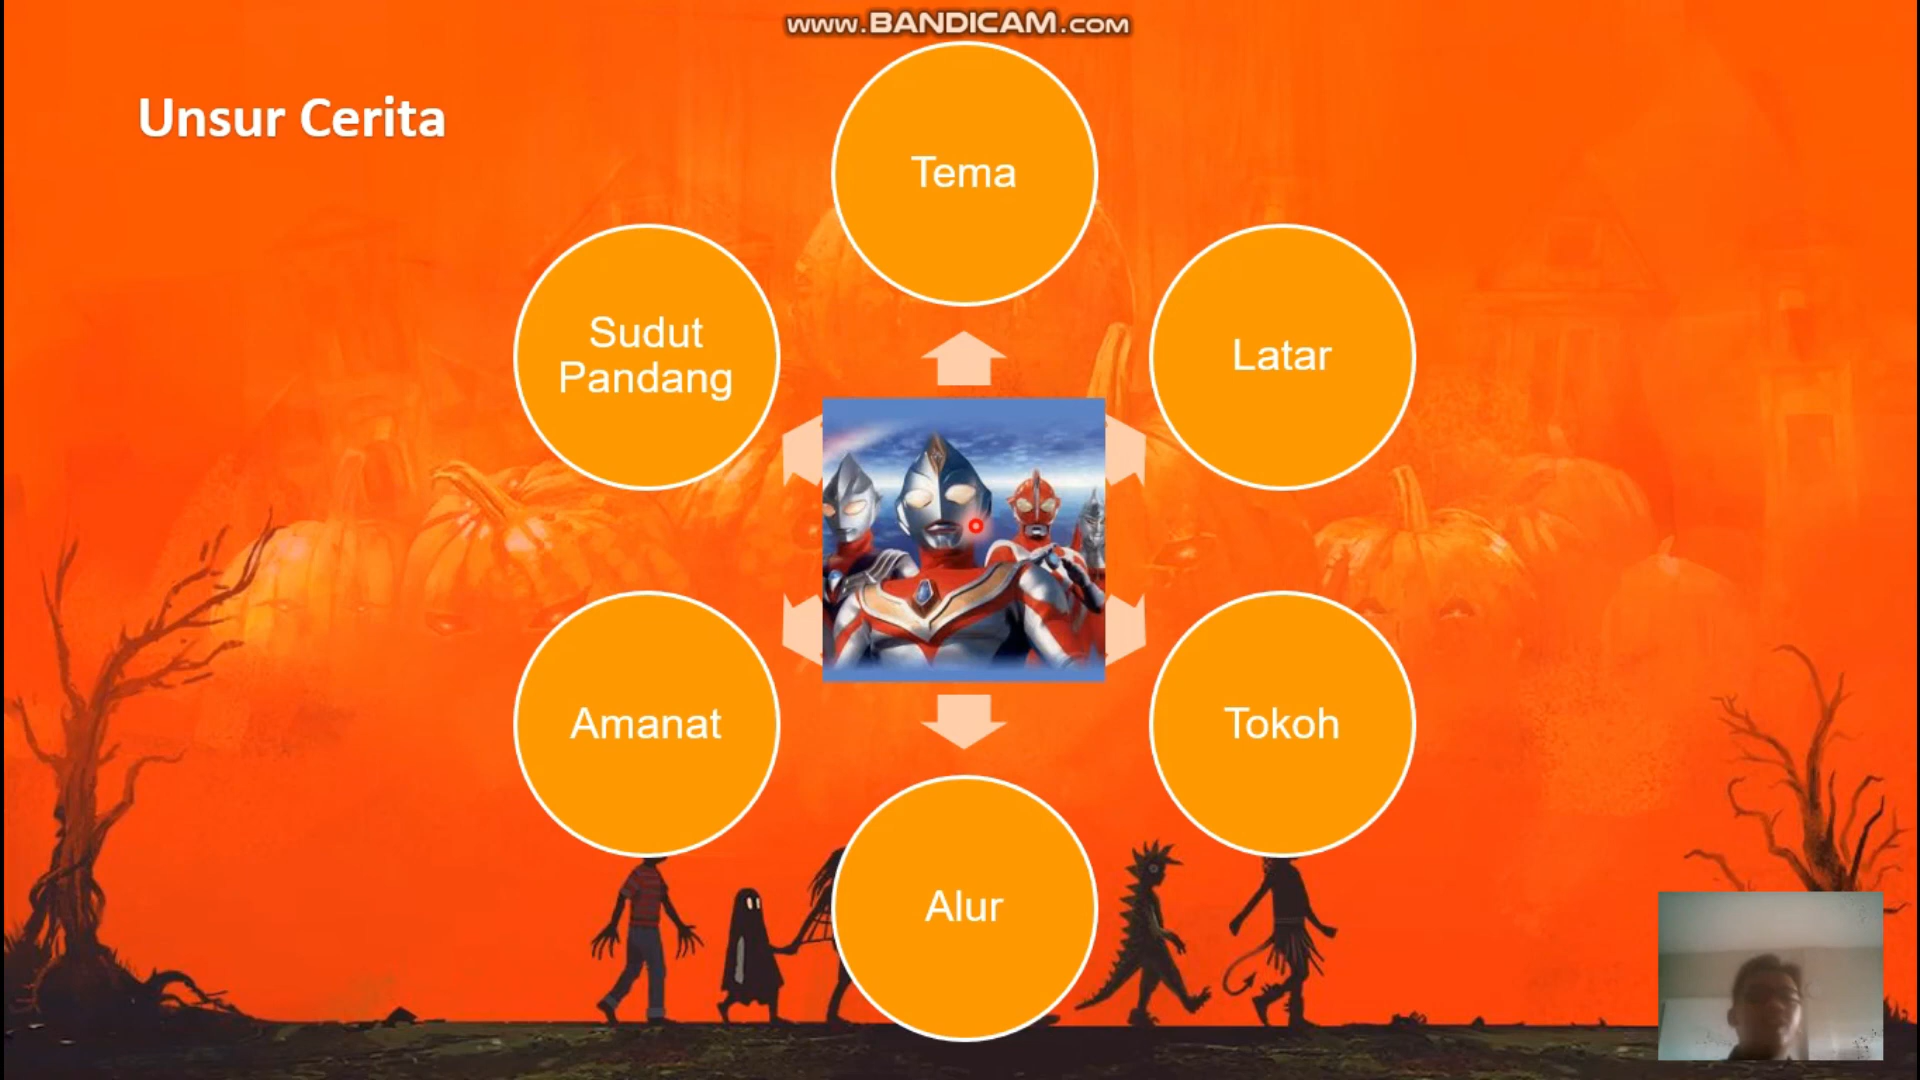 www.BANDICAM.COM
Unsur Cerita
Tema
Sudut
Pandang
Latar
Amanat
Tokoh
Alur